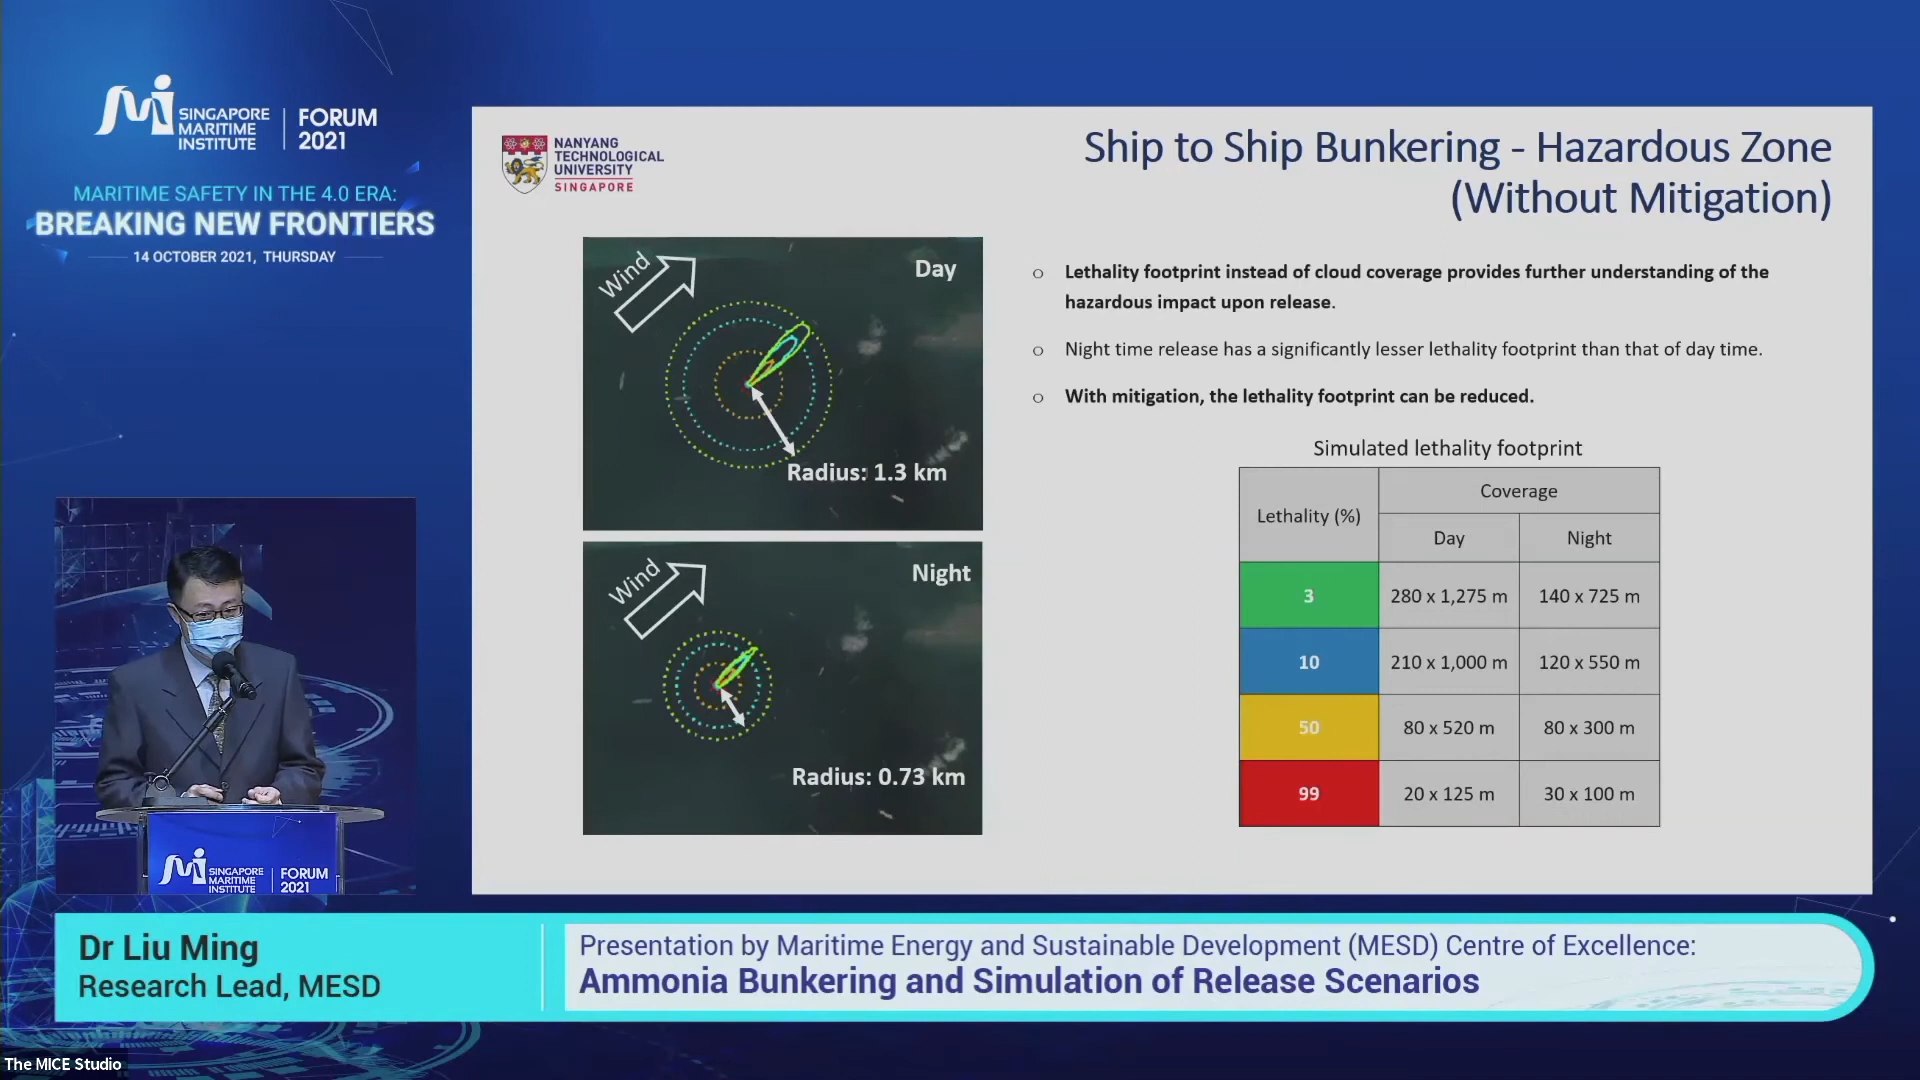 SINGAPORE
MARITIME
INSTITUTE
FORUM
2021
MARITIME SAFETY IN THE 4.0 ERA:
BREAKING NEW FRONTIERS
14 OCTOBER 2021, THURSDAY
NANYANG
TECHNOLOGICAL
UNIVERSITY
SINGAPORE
Ship to Ship Bunkering - Hazardous Zone
(Without Mitigation)
Wind
Day
Radius: 1.3 km
Wind
Night
Radius: 0.73 km
o Lethality footprint instead of cloud coverage provides further understanding of the
hazardous impact upon release.
o Night time release has a significantly lesser lethality footprint than that of day time.
o With mitigation, the lethality footprint can be reduced.
Simulated lethality footprint
Lethality (%) Coverage
Day Night
3 280 x 1,275 m 140 x 725 m
10 210 x 1,000 m 120 x 550 m
50 80 x 520 m 80 x 300 m
99 20 x 125 m 30 x 100 m
SINGAPORE
MARITIME
INSTITUTE
FORUM
2021
Dr Liu Ming
Research Lead, MESD
Presentation by Maritime Energy and Sustainable Development (MESD) Centre of Excellence:
Ammonia Bunkering and Simulation of Release Scenarios
The MICE Studio